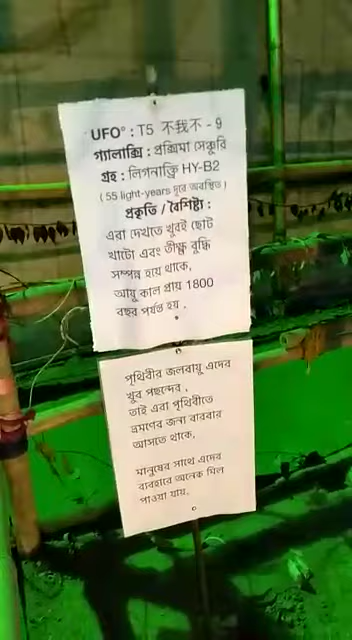 UFO° : T5 不我不 - 9
গ্যালাক্সি : প্রক্সিমা সেঞ্চুরি
গ্রহ : লিগনাক্রি HY-B2
( 55 light-years দূরে অবস্থিত )
প্রকৃতি / বৈশিষ্ট্য :
এরা দেখতে খুবই ছোট
খাটো এবং তীক্ষ্ণ বুদ্ধি
সম্পন্ন হয়ে থাকে,
আয়ু কাল প্রায় 1800
বছর পর্যন্ত হয় .
পৃথিবীর জলবায়ু এদের
খুব পছন্দের ,
তাই এরা পৃথিবীতে
ভ্রমণের জন্য বারবার
আসতে থাকে,
মানুষের সাথে এদের
ব্যবহারে অনেক মিল
পাওয়া যায়,